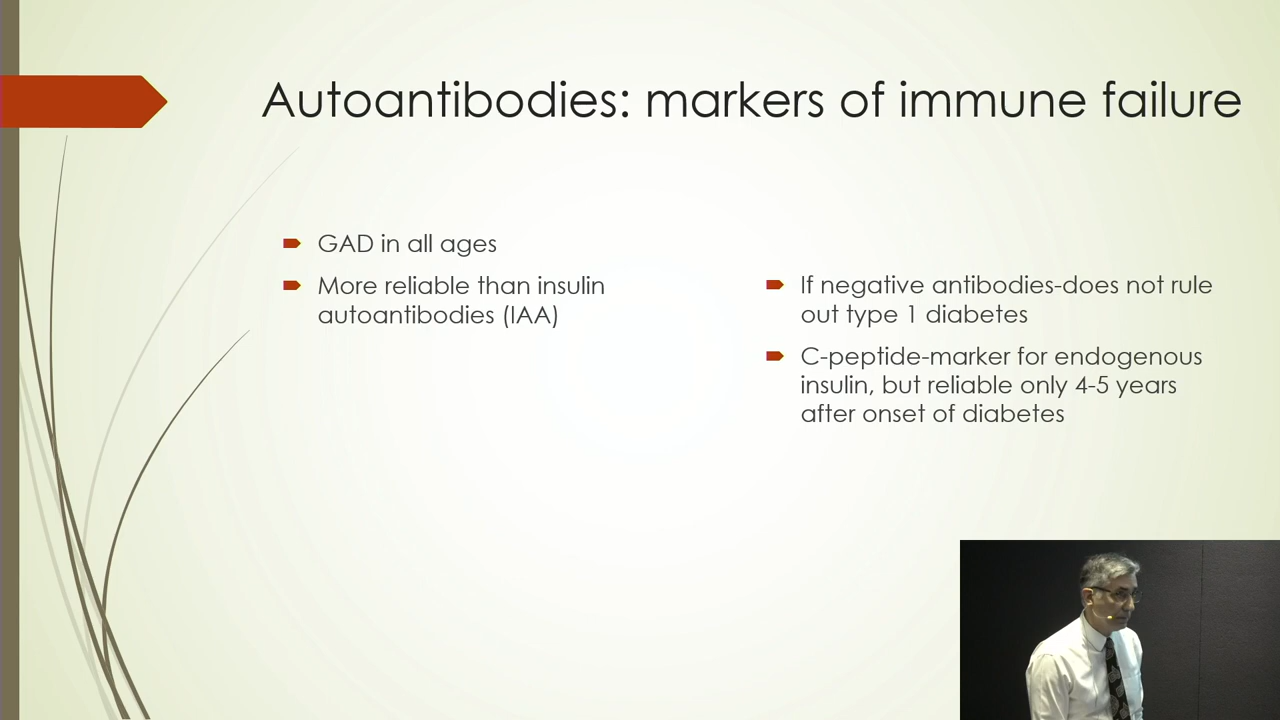 Autoantibodies: markers of immune failure
GAD in all ages
More reliable than insulin
autoantibodies (IAA)
If negative antibodies-does not rule
out type 1 diabetes
C-peptide-marker for endogenous
insulin, but reliable only 4-5 years
after onset of diabetes